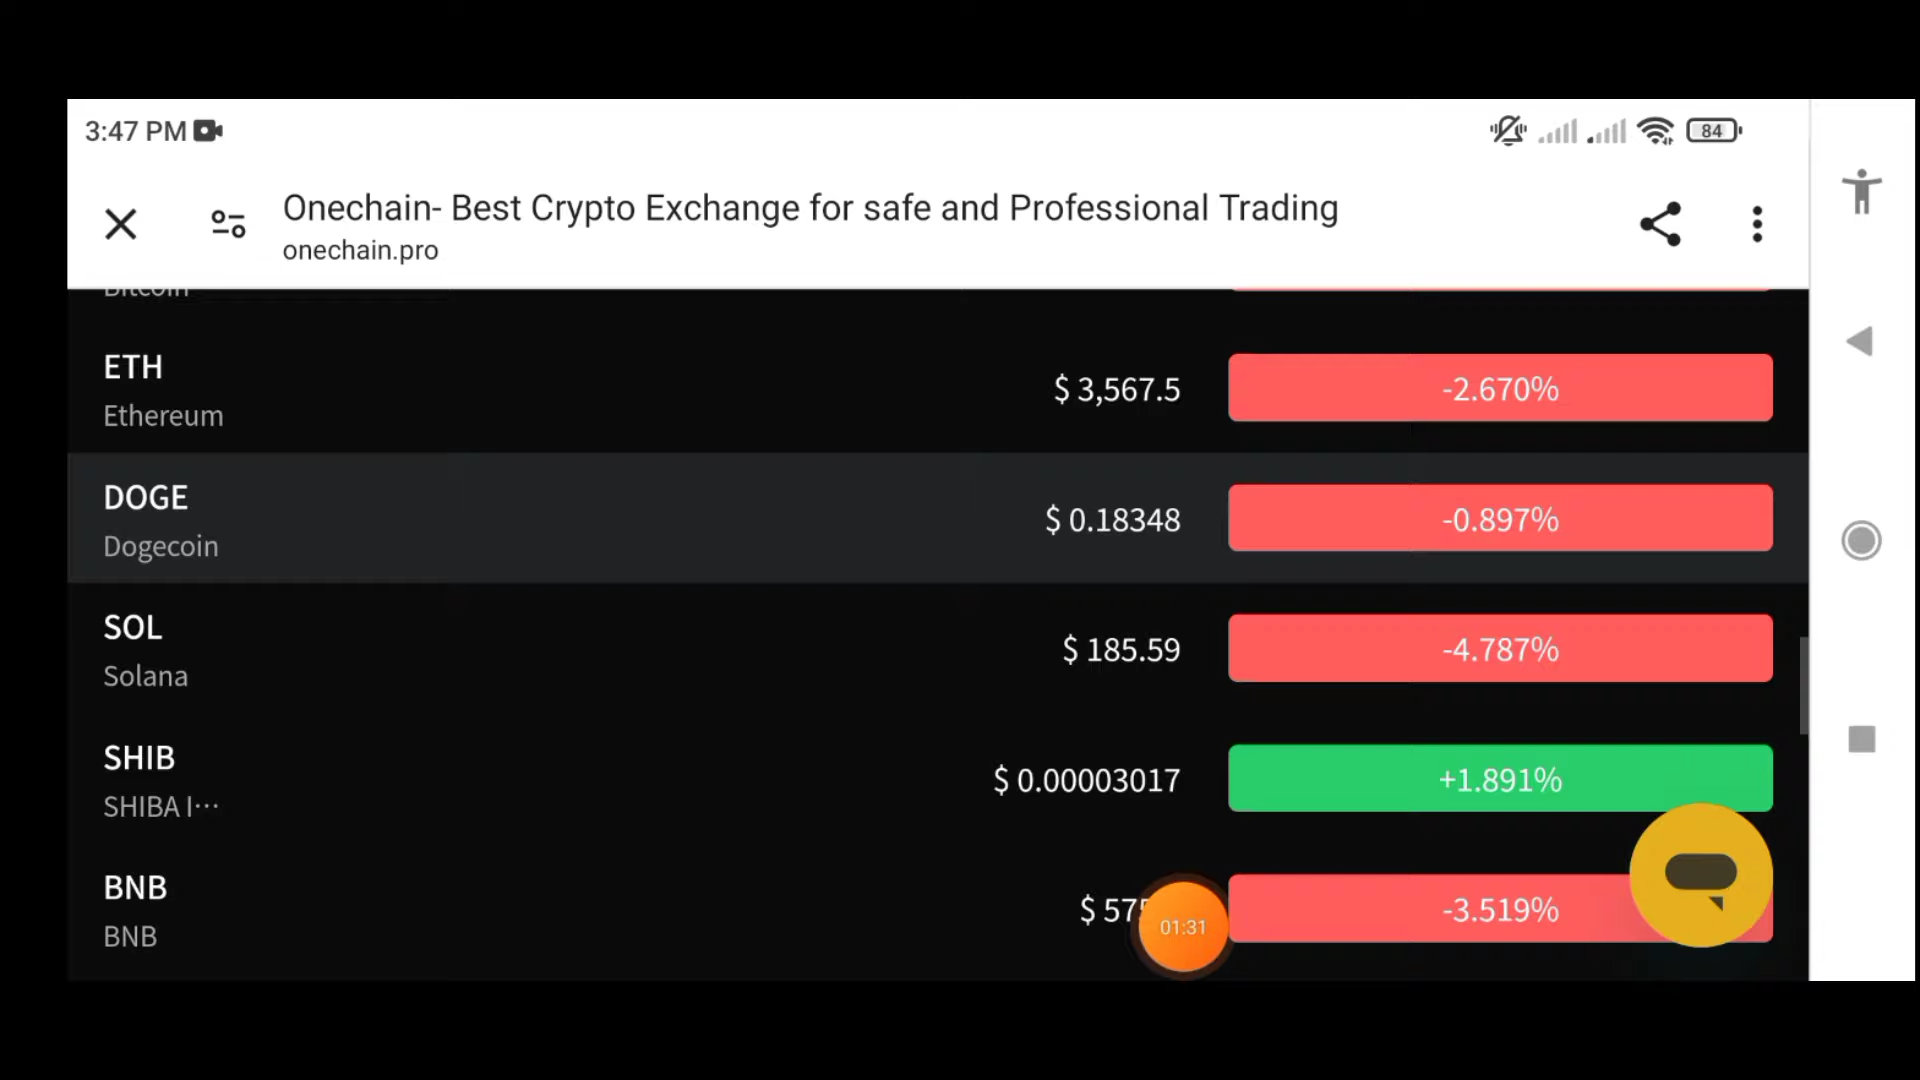 3:47 PM
84
Onechain- Best Crypto Exchange for safe and Professional Trading
onechain.pro
Bitcoin
ETH
$ 3,567.5
-2.670%
Ethereum
DOGE
$ 0.18348
-0.897%
Dogecoin
SOL
$ 185.59
-4.787%
Solana
SHIB
$ 0.00003017
+1.891%
SHIBA I···
BNB
$ 57
-3.519%
01:31
BNB